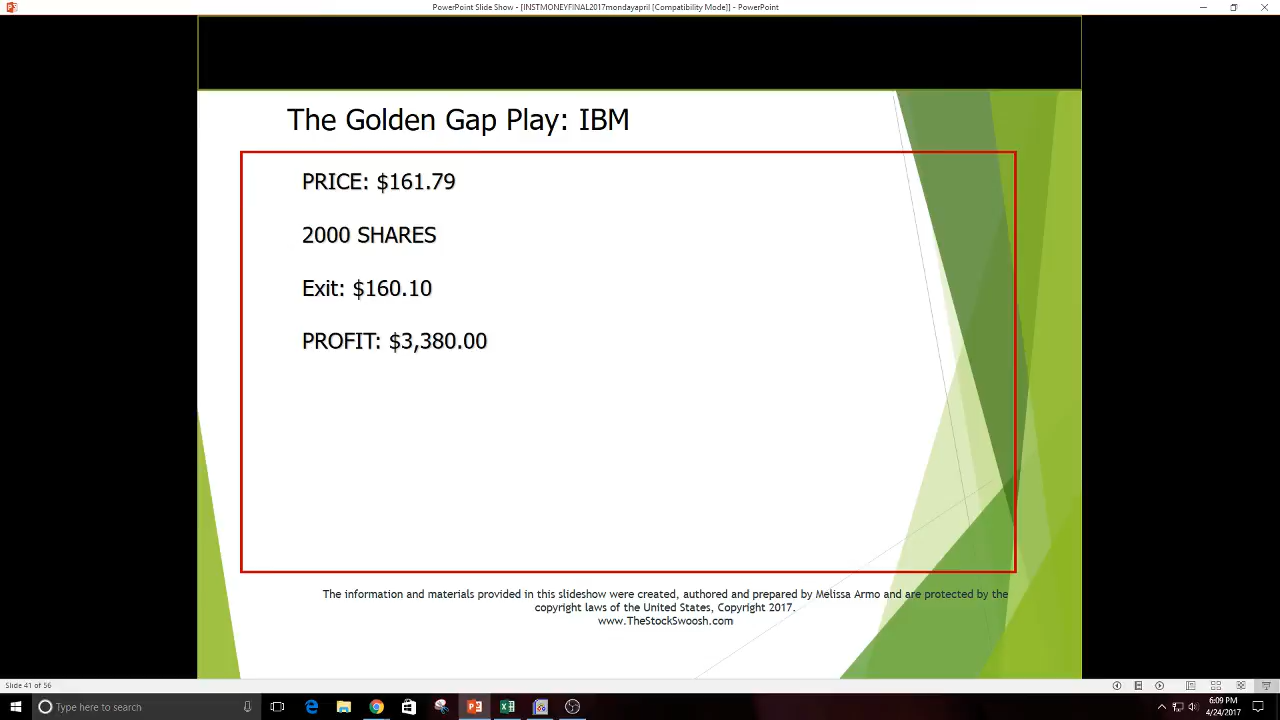 PowerPoint Slide Show - [INSTMONEYFINAL2017mondayapril [Compatibility Mode]] - PowerPoint
The Golden Gap Play: IBM
PRICE: $161.79
2000 SHARES
Exit: $160.10
PROFIT: $3,380.00
The information and materials provided in this slideshow were created, authored and prepared by Melissa Armo and are protected by the
copyright laws of the United States, Copyright 2017.
www.TheStockSwoosh.com
Slide 41 of 56
Type here to search
6:09 PM
4/24/2017